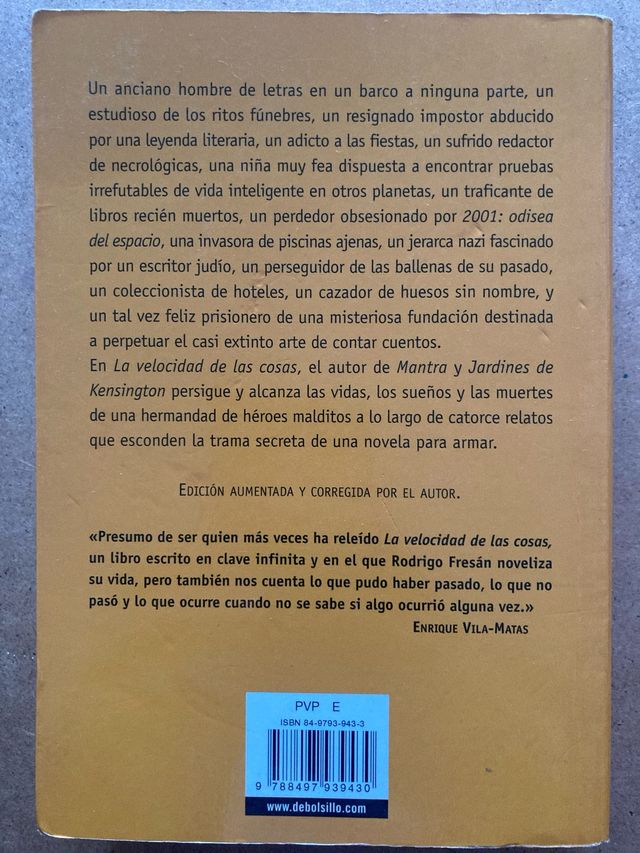 Un anciano hombre de letras en un barco a ninguna parte, un
estudioso de los ritos fúnebres, un resignado impostor abducido
por una leyenda literaria, un adicto a las fiestas, un sufrido redactor
de necrológicas, una niña muy fea dispuesta a encontrar pruebas
irrefutables de vida inteligente en otros planetas, un traficante de
libros recién muertos, un perdedor obsesionado por 2001: odisea
del espacio, una invasora de piscinas ajenas, un jerarca nazi fascinado
por un escritor judío, un perseguidor de las ballenas de su pasado,
un coleccionista de hoteles, un cazador de huesos sin nombre, y
un tal vez feliz prisionero de una misteriosa fundación destinada
a perpetuar el casi extinto arte de contar cuentos.
En La velocidad de las cosas, el autor de Mantra y Jardines de
Kensington persigue y alcanza las vidas, los sueños y las muertes
de una hermandad de héroes malditos a lo largo de catorce relatos
que esconden la trama secreta de una novela para armar.
EDICIÓN AUMENTADA Y CORREGIDA POR EL AUTOR.
«Presumo de ser quien más veces ha releído La velocidad de las cosas,
un libro escrito en clave infinita y en el que Rodrigo Fresán noveliza
su vida, pero también nos cuenta lo que pudo haber pasado, lo que no
pasó y lo que ocurre cuando no se sabe si algo ocurrió alguna vez.»
ENRIQUE VILA-MATAS
PVP E
ISBN 84-9793-943-3
9 788497 939430
www.debolsillo.com